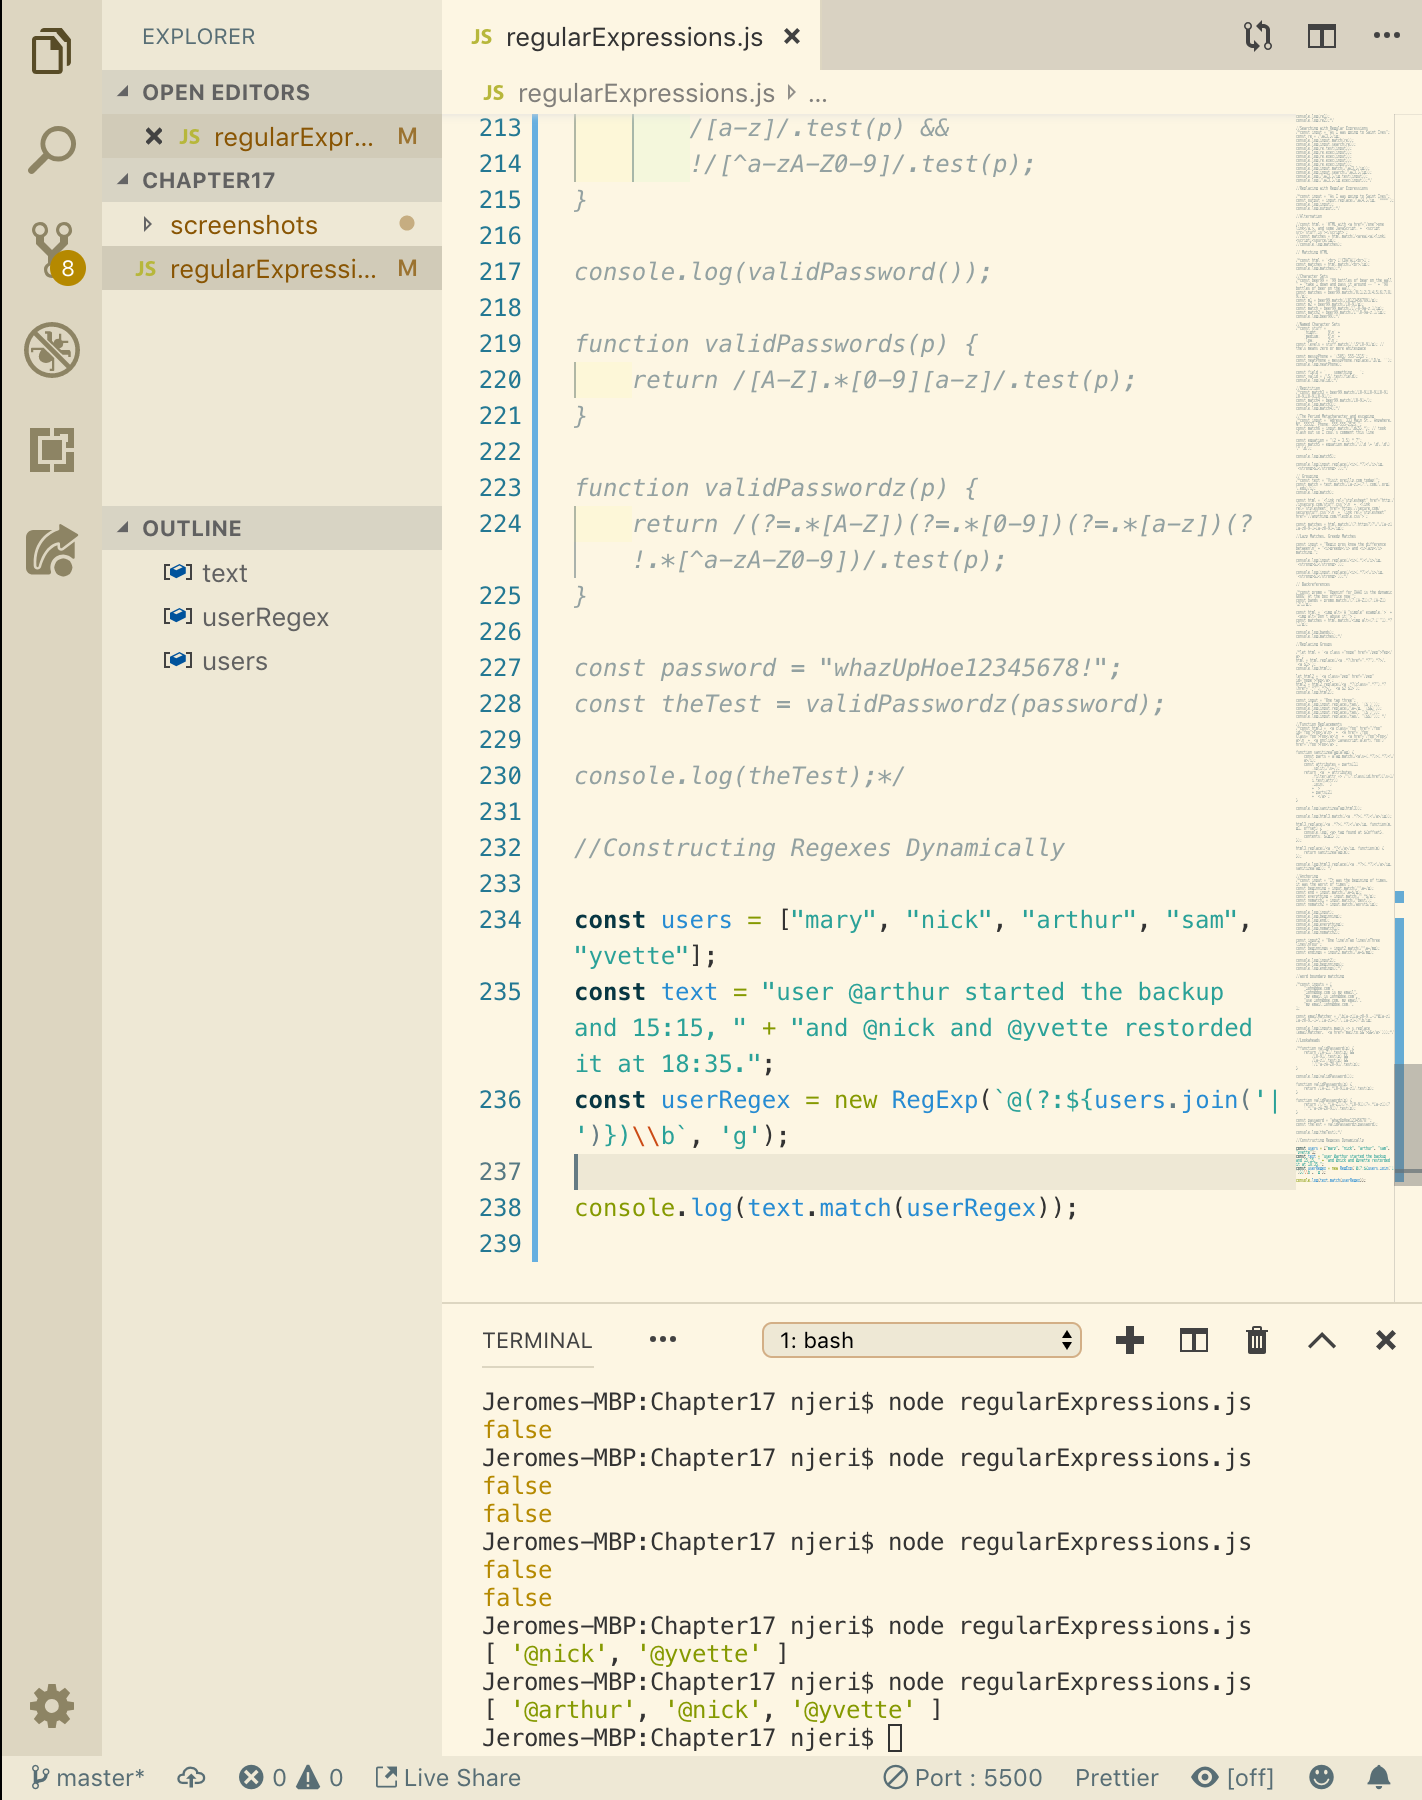 EXPLORER
OPEN EDITORS
JS regularExpr... M
CHAPTER17
screenshots
JS regularExpressi... M
8
OUTLINE
text
userRegex
users
JS regularExpressions.js
JS regularExpressions.js ...
213 /[a-z]/.test(p) &&
214 !/[^a-zA-Z0-9]/.test(p);
215 }
216
217 console.log(validPassword());
218
219 function validPasswords(p) {
220 return /[A-Z].*[0-9][a-z]/.test(p);
221 }
222
223 function validPasswordz(p) {
224 return /(?=.*[A-Z])(?=.*[0-9])(?=.*[a-z])(?
!.*[^a-zA-Z0-9])/.test(p);
225 }
226
227 const password = "whazUpHoe12345678!";
228 const theTest = validPasswordz(password);
229
230 console.log(theTest);*/
231
232 //Constructing Regexes Dynamically
233
234 const users = ["mary", "nick", "arthur", "sam",
"yvette"];
235 const text = "user @arthur started the backup
and 15:15, " + "and @nick and @yvette restorded
it at 18:35.";
236 const userRegex = new RegExp(`@(?:${users.join('|
')})\\b`, 'g');
237
238 console.log(text.match(userRegex));
239
TERMINAL ... 1: bash
Jeromes-MBP:Chapter17 njeri$ node regularExpressions.js
false
Jeromes-MBP:Chapter17 njeri$ node regularExpressions.js
false
false
Jeromes-MBP:Chapter17 njeri$ node regularExpressions.js
false
false
Jeromes-MBP:Chapter17 njeri$ node regularExpressions.js
[ '@nick', '@yvette' ]
Jeromes-MBP:Chapter17 njeri$ node regularExpressions.js
[ '@arthur', '@nick', '@yvette' ]
Jeromes-MBP:Chapter17 njeri$
master* 0 0 Live Share Port : 5500 Prettier [off]